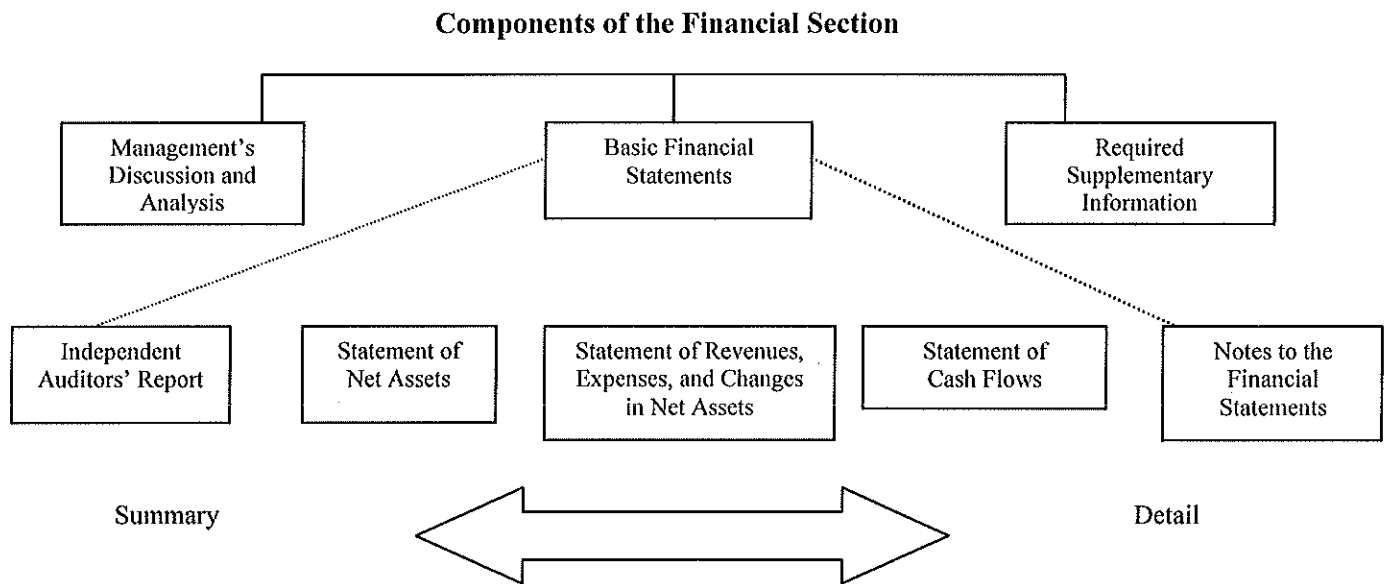 Components of the Financial Section
Management's
Discussion and
Analysis
Basic Financial
Statements
Required
Supplementary
Information
Independent
Auditors' Report
Statement of
Net Assets
Statement of Revenues,
Expenses, and Changes
in Net Assets
Statement of
Cash Flows
Notes to the
Financial
Statements
Summary
Detail